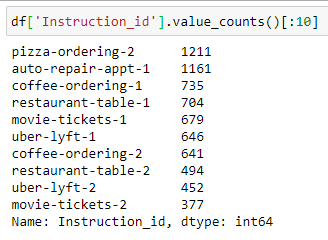 df['Instruction_id'].value_counts()[:10]
pizza-ordering-2 1211
auto-repair-appt-1 1161
coffee-ordering-1 735
restaurant-table-1 704
movie-tickets-1 679
uber-lyft-1 646
coffee-ordering-2 641
restaurant-table-2 494
uber-lyft-2 452
movie-tickets-2 377
Name: Instruction_id, dtype: int64